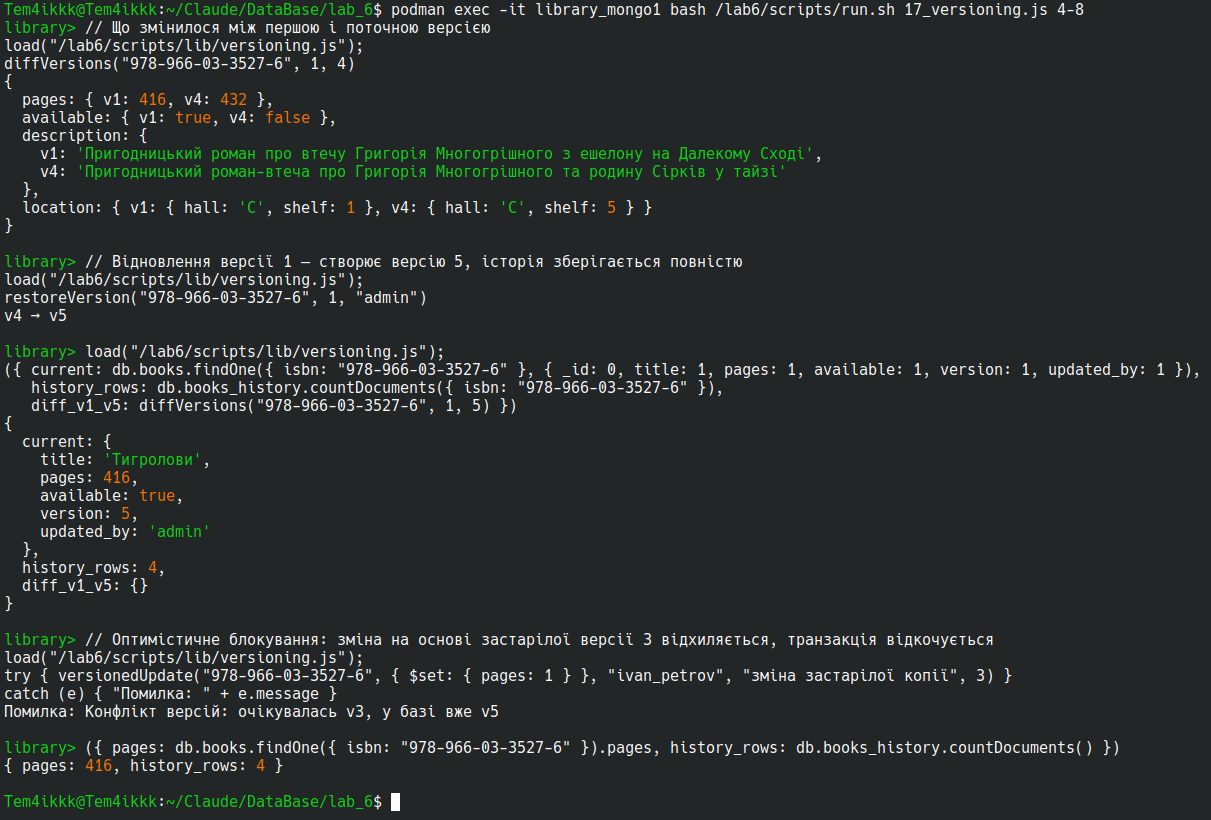 Tem4ikkk@Tem4ikkk:~/Claude/DataBase/lab_6$ podman exec -it library_mongo1 bash /lab6/scripts/run.sh 17_versioning.js 4-8
library> // Що змінилося між першою і поточною версією
load("/lab6/scripts/lib/versioning.js");
diffVersions("978-966-03-3527-6", 1, 4)
{
  pages: { v1: 416, v4: 432 },
  available: { v1: true, v4: false },
  description: {
    v1: 'Пригодницький роман про втечу Григорія Многогрішного з ешелону на Далекому Сході',
    v4: 'Пригодницький роман-втеча про Григорія Многогрішного та родину Сірків у тайзі'
  },
  location: { v1: { hall: 'C', shelf: 1 }, v4: { hall: 'C', shelf: 5 } }
}

library> // Відновлення версії 1 — створює версію 5, історія зберігається повністю
load("/lab6/scripts/lib/versioning.js");
restoreVersion("978-966-03-3527-6", 1, "admin")
v4 → v5

library> load("/lab6/scripts/lib/versioning.js");
({ current: db.books.findOne({ isbn: "978-966-03-3527-6" }, { _id: 0, title: 1, pages: 1, available: 1, version: 1, updated_by: 1 }),
   history_rows: db.books_history.countDocuments({ isbn: "978-966-03-3527-6" }),
   diff_v1_v5: diffVersions("978-966-03-3527-6", 1, 5) })
{
  current: {
    title: 'Тигролови',
    pages: 416,
    available: true,
    version: 5,
    updated_by: 'admin'
  },
  history_rows: 4,
  diff_v1_v5: {}
}

library> // Оптимістичне блокування: зміна на основі застарілої версії 3 відхиляється, транзакція відкочується
load("/lab6/scripts/lib/versioning.js");
try { versionedUpdate("978-966-03-3527-6", { $set: { pages: 1 } }, "ivan_petrov", "зміна застарілої копії", 3) }
catch (e) { "Помилка: " + e.message }
Помилка: Конфлікт версій: очікувалась v3, у базі вже v5

library> ({ pages: db.books.findOne({ isbn: "978-966-03-3527-6" }).pages, history_rows: db.books_history.countDocuments() })
{ pages: 416, history_rows: 4 }

Tem4ikkk@Tem4ikkk:~/Claude/DataBase/lab_6$